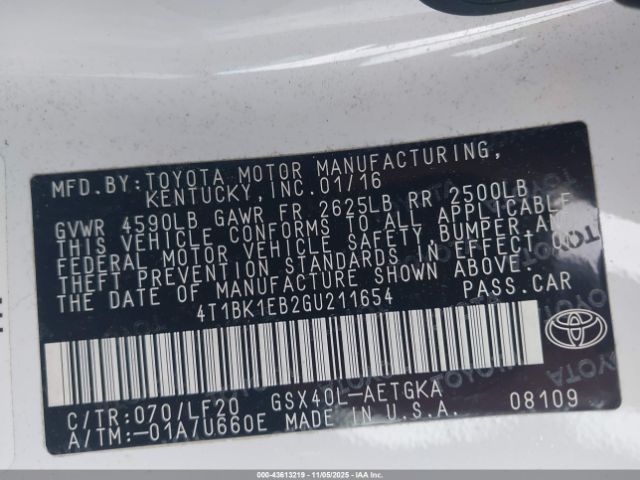 MFD.BY:TOYOTA MOTOR MANUFACTURING,
KENTUCKY,INC.01/16
GVWR 4590LB GAWR FR 2625LB RR 2500LB
THIS VEHICLE CONFORMS TO ALL APPLICABLE
FEDERAL MOTOR VEHICLE SAFETY,BUMPER,AND
THEFT PREVENTION STANDARDS IN EFFECT ON
THE DATE OF MANUFACTURE SHOWN ABOVE.
4T1BK1EB2GU211654 PASS.CAR
C/TR:070/LF20 GSX40L-AETGKA
A/TM:-01A/U660E MADE IN U.S.A. 08109
TOYOTA
000-43613219 - 11/05/2025 - IAAI Branches